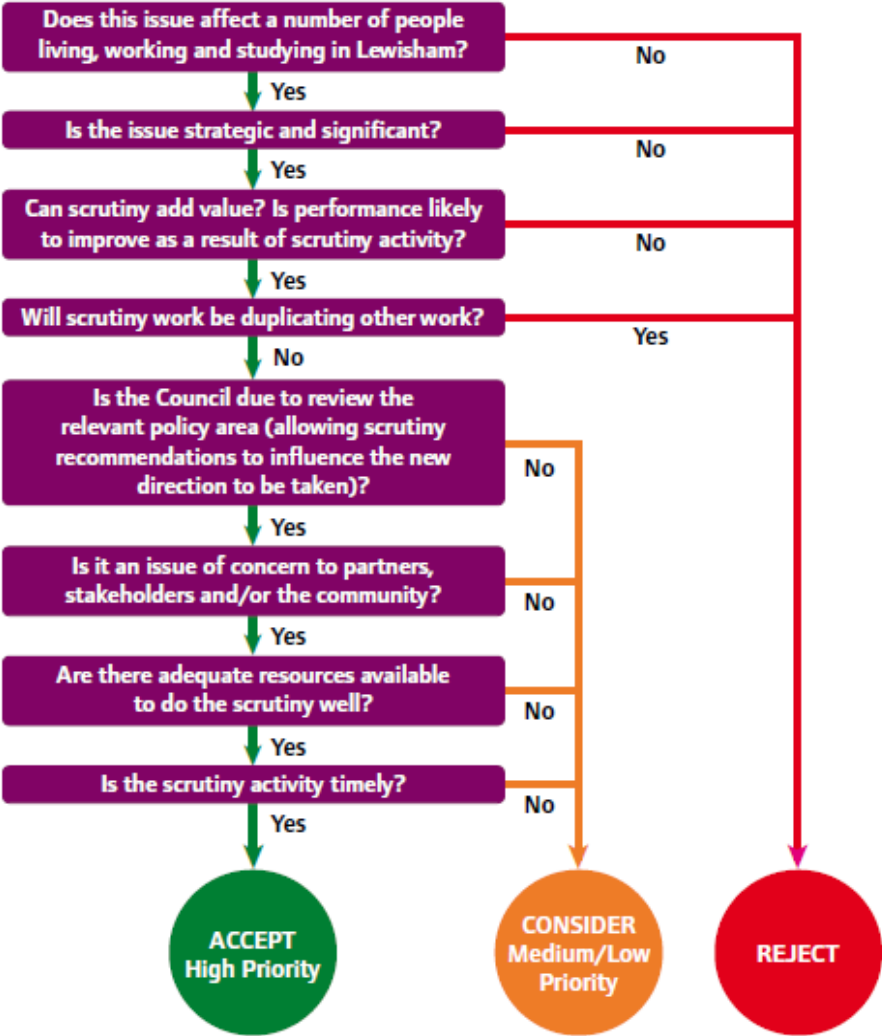 Does this issue affect a number of people
living, working and studying in Lewisham?
No
Yes
Is the issue strategic and significant?
No
Yes
Can scrutiny add value? Is performance likely
to improve as a result of scrutiny activity?
No
Yes
Will scrutiny work be duplicating other work?
Yes
No
Is the Council due to review the
relevant policy area (allowing scrutiny
recommendations to influence the new
direction to be taken)?
No
Yes
Is it an issue of concern to partners,
stakeholders and/or the community?
No
Yes
Are there adequate resources available
to do the scrutiny well?
No
Yes
Is the scrutiny activity timely?
No
Yes
ACCEPT
High Priority
CONSIDER
Medium/Low
Priority
REJECT